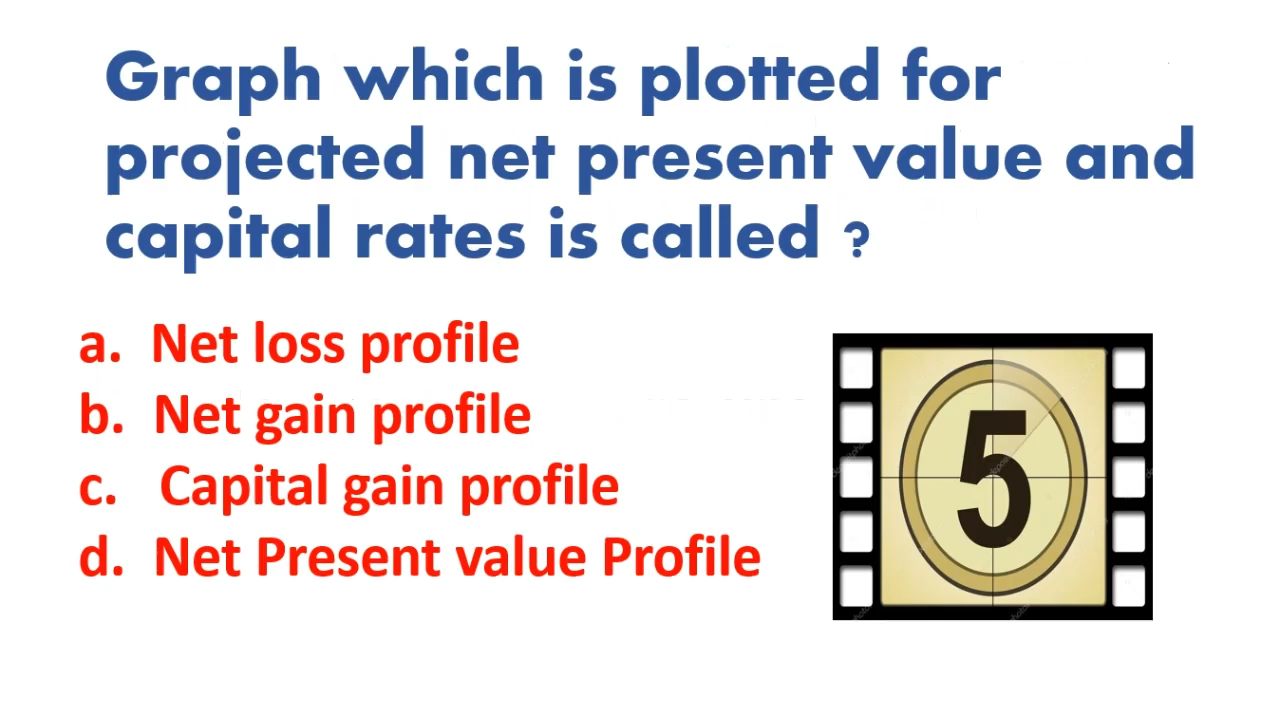 Graph which is plotted for
projected net present value and
capital rates is called ?
a. Net loss profile
b. Net gain profile
c. Capital gain profile
d. Net Present value Profile
5